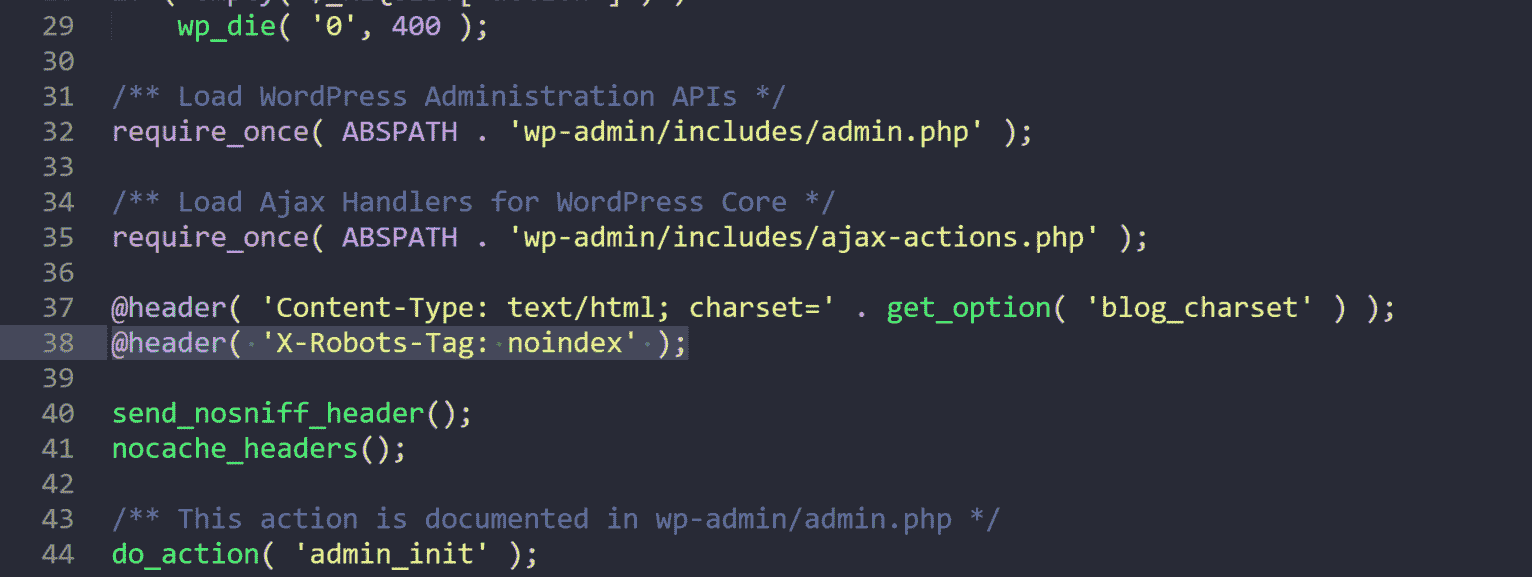 29 wp_die( '0', 400 );
30
31 /** Load WordPress Administration APIs */
32 require_once( ABSPATH . 'wp-admin/includes/admin.php' );
33
34 /** Load Ajax Handlers for WordPress Core */
35 require_once( ABSPATH . 'wp-admin/includes/ajax-actions.php' );
36
37 @header( 'Content-Type: text/html; charset=' . get_option( 'blog_charset' ) );
38 @header( 'X-Robots-Tag: noindex' );
39
40 send_nosniff_header();
41 nocache_headers();
42
43 /** This action is documented in wp-admin/admin.php */
44 do_action( 'admin_init' );